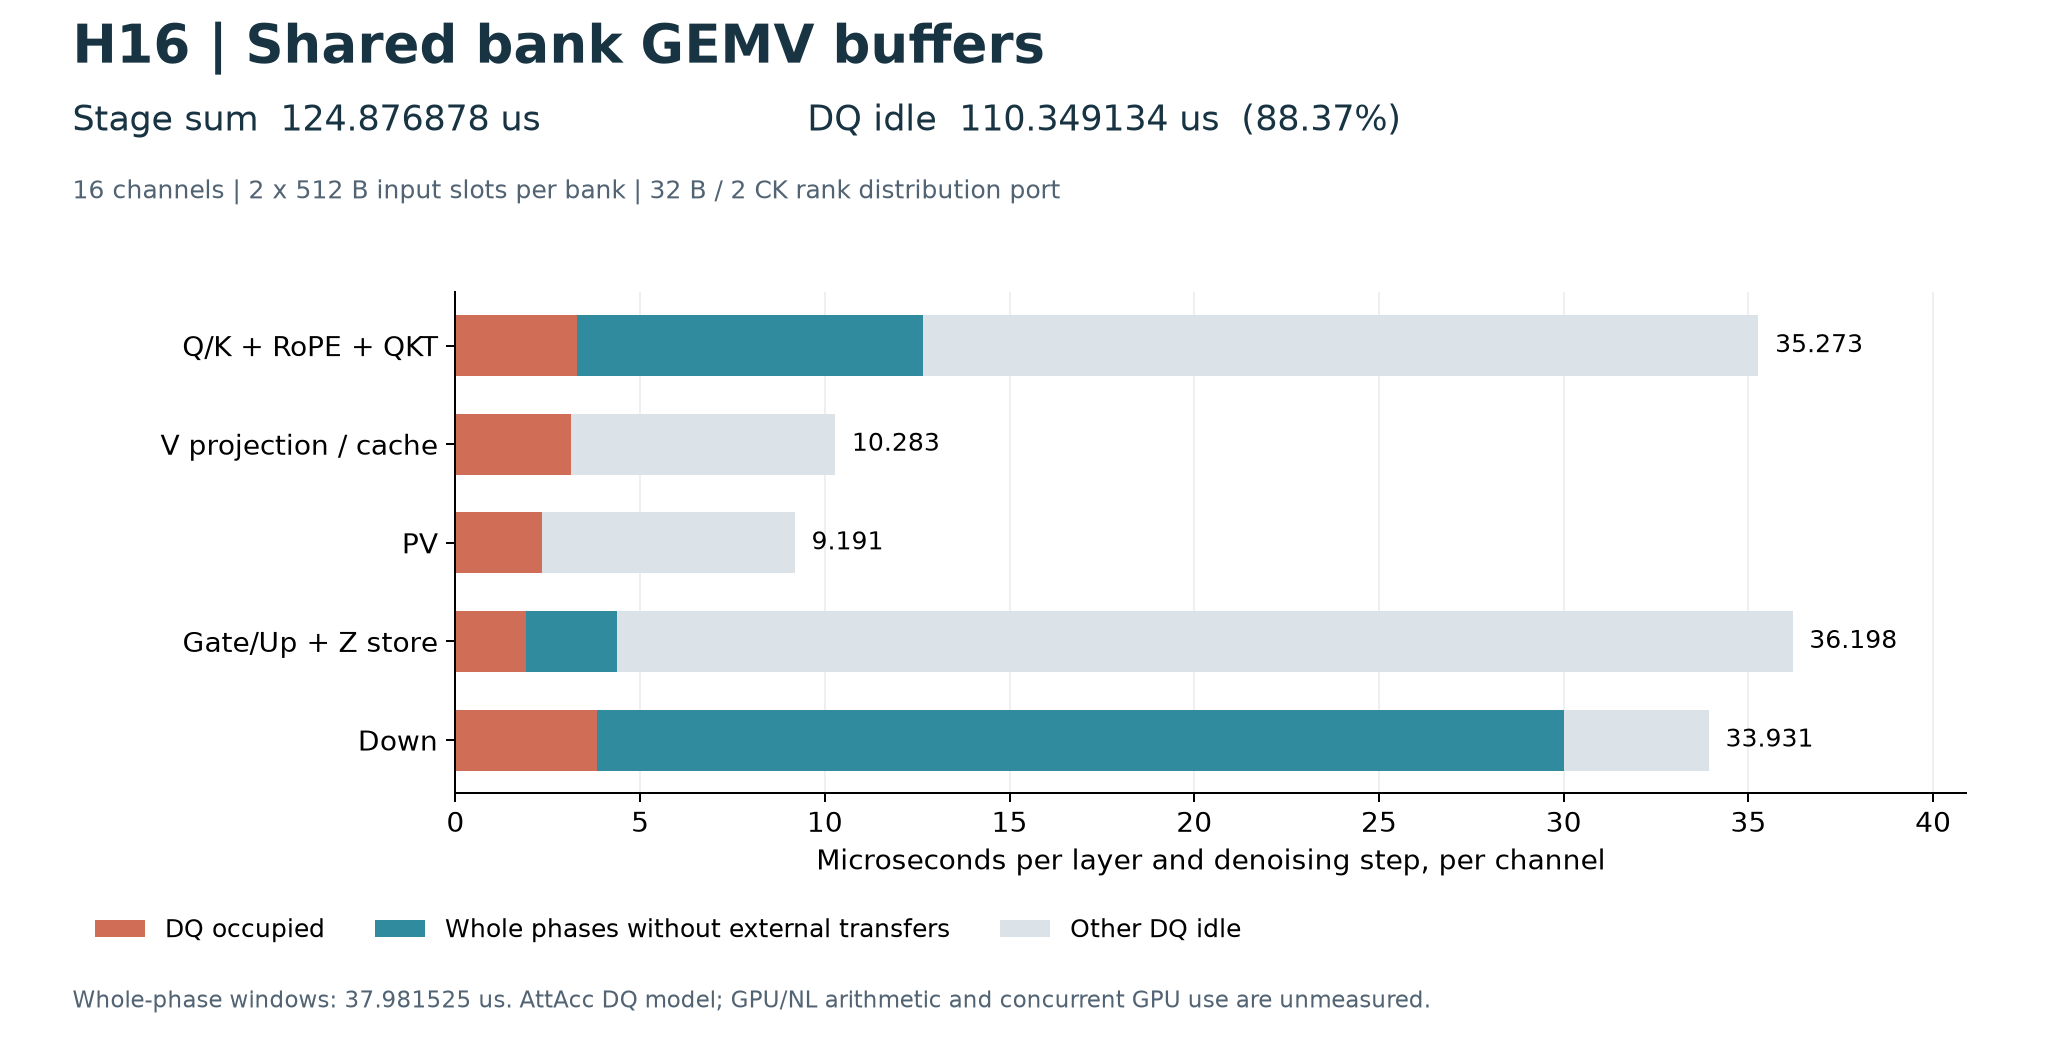 H16 | Shared bank GEMV buffers
Stage sum  124.876878 us
DQ idle  110.349134 us  (88.37%)
16 channels | 2 x 512 B input slots per bank | 32 B / 2 CK rank distribution port
Q/K + RoPE + QKT
35.273
V projection / cache
10.283
PV
9.191
Gate/Up + Z store
36.198
Down
33.931
0 5 10 15 20 25 30 35 40
Microseconds per layer and denoising step, per channel
DQ occupied
Whole phases without external transfers
Other DQ idle
Whole-phase windows: 37.981525 us. AttAcc DQ model; GPU/NL arithmetic and concurrent GPU use are unmeasured.